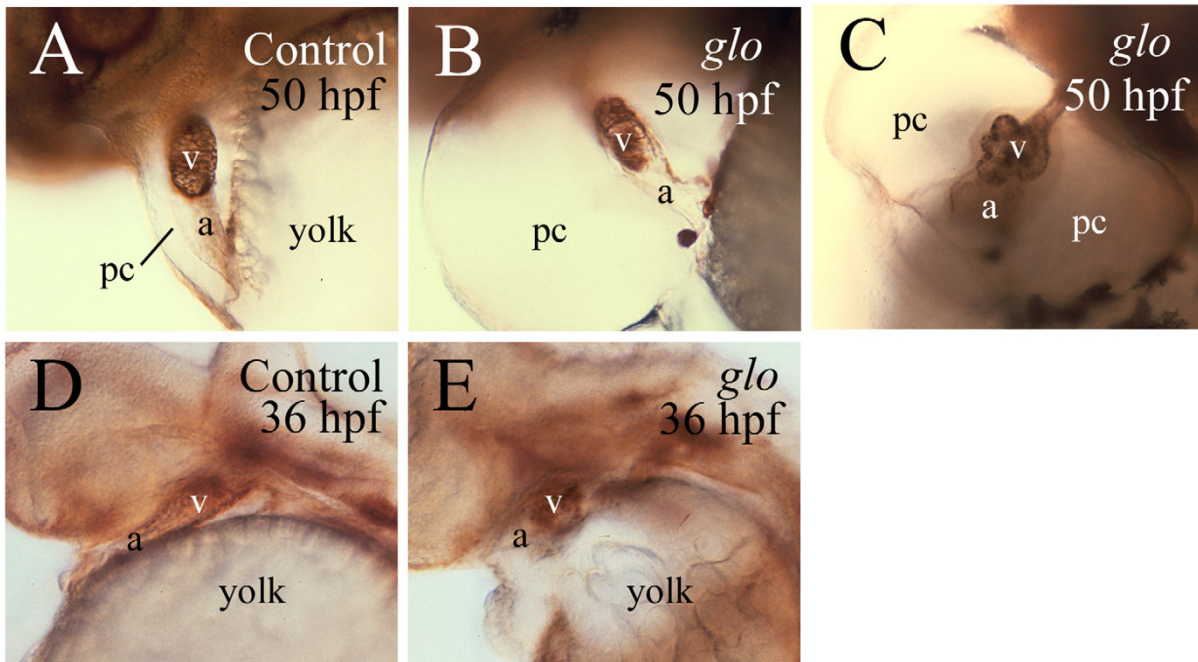 A
Control
50 hpf
v
a
pc
yolk
B
glo
50 hpf
v
a
pc
C
glo
50 hpf
pc
v
a
pc
D
Control
36 hpf
v
a
yolk
E
glo
36 hpf
v
a
yolk